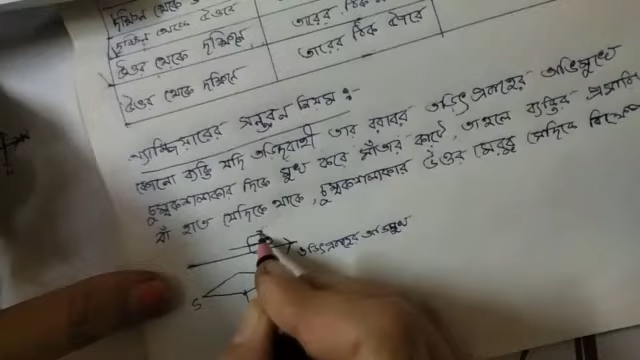 দক্ষিণ থেকে
দক্ষিণ থেকে উত্তরে
তারের ঠিক
উত্তর থেকে দক্ষিণে
তারের ঠিক উপরে
উত্তর থেকে দক্ষিণে
অ্যাম্পিয়ারের সন্তরণ নিয়ম :-
কোনো ব্যক্তি যদি তড়িৎবাহী তার বরাবর তড়িৎ প্রবাহের অভিমুখে
চুম্বকশলাকার দিকে মুখ করে সাঁতার কাটে, তাহলে ব্যক্তির প্রসারিত
বাঁ হাত যেদিকে থাকে, চুম্বকশলাকার উত্তর মেরু সেদিকে
তড়িৎপ্রবাহের অভিমুখ
S